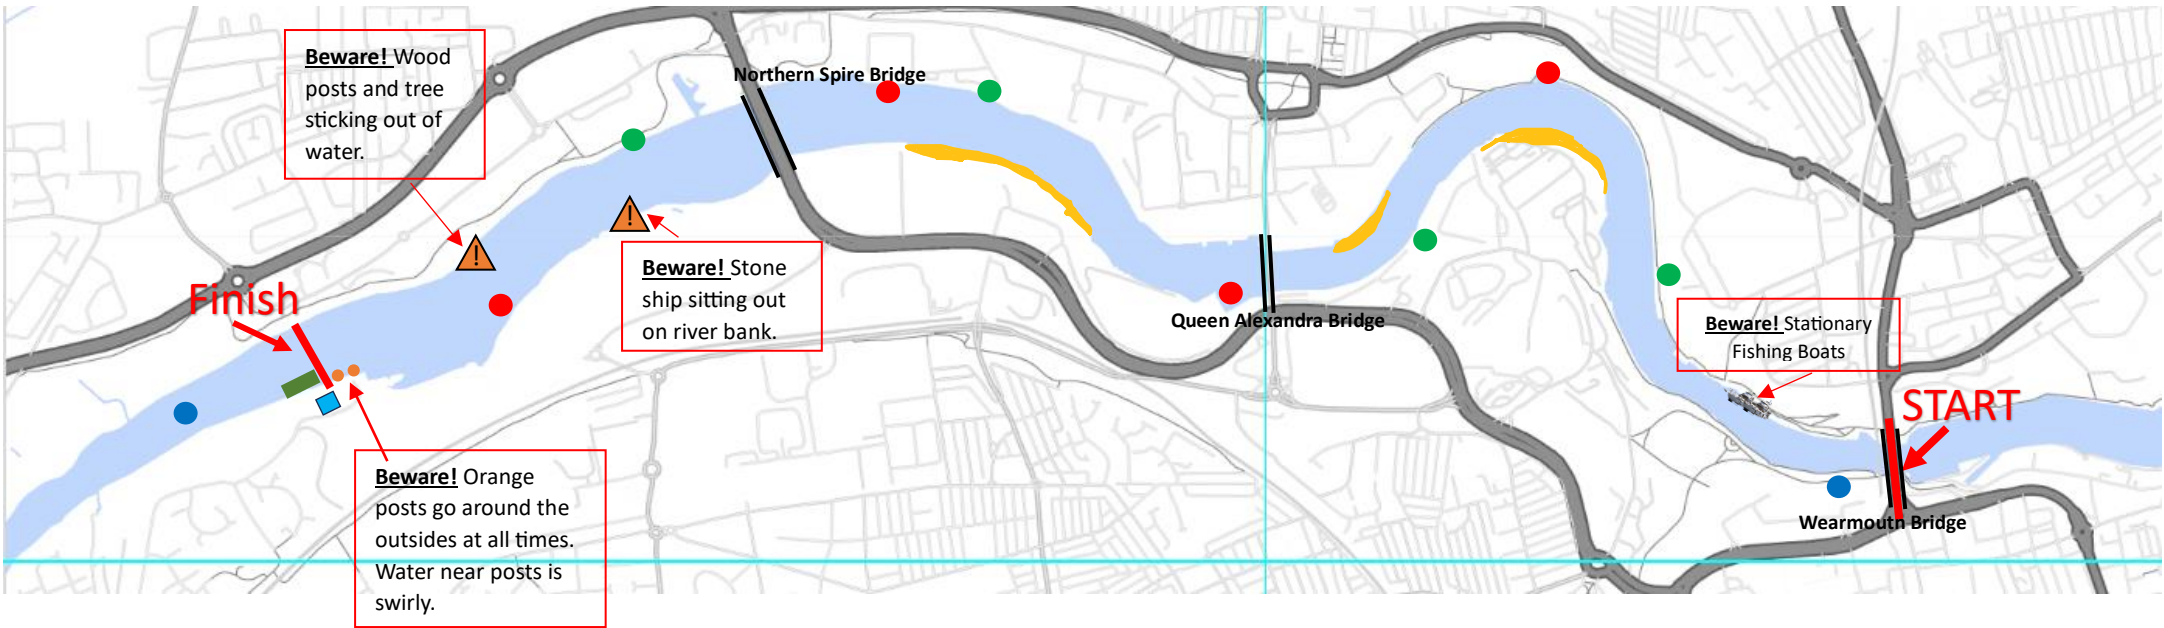 Beware! Wood
posts and tree
sticking out of
water.
Northern Spire Bridge
Beware! Stone
ship sitting out
on river bank.
Finish
Queen Alexandra Bridge
Beware! Stationary
Fishing Boats
START
Wearmouth Bridge
Beware! Orange
posts go around the
outsides at all times.
Water near posts is
swirly.